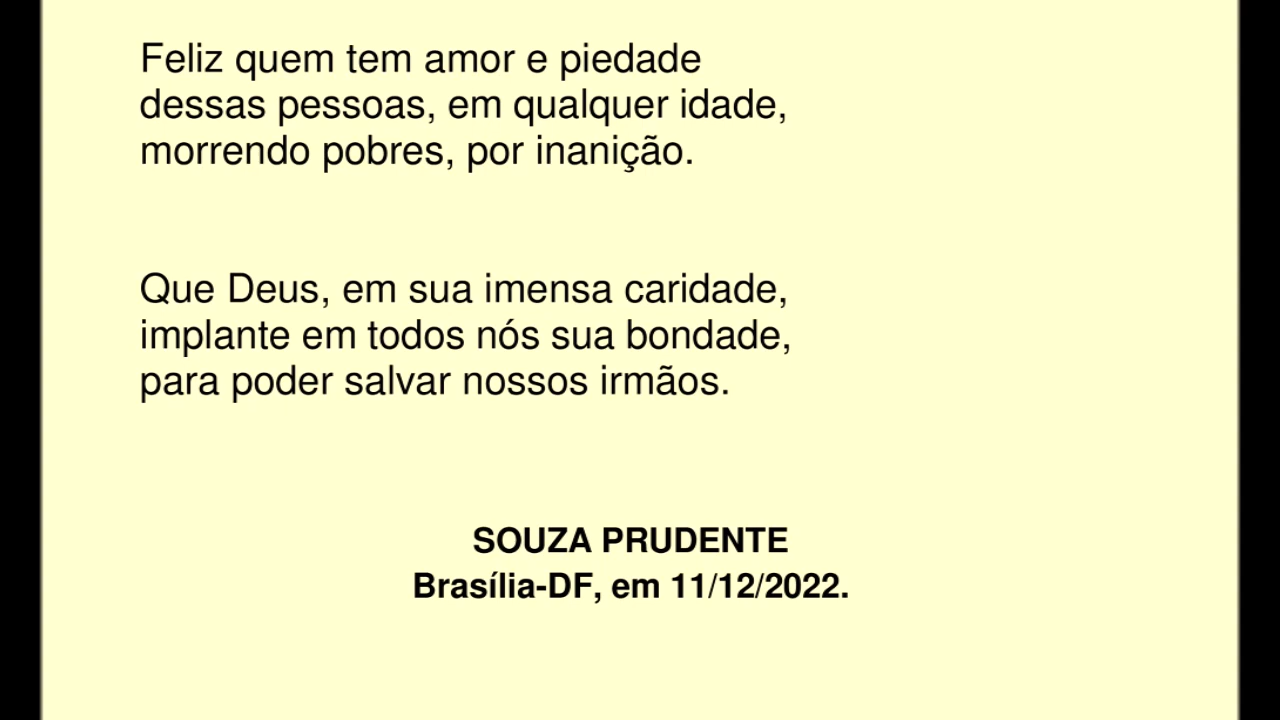 Feliz quem tem amor e piedade
dessas pessoas, em qualquer idade,
morrendo pobres, por inanição.
Que Deus, em sua imensa caridade,
implante em todos nós sua bondade,
para poder salvar nossos irmãos.
SOUZA PRUDENTE
Brasília-DF, em 11/12/2022.